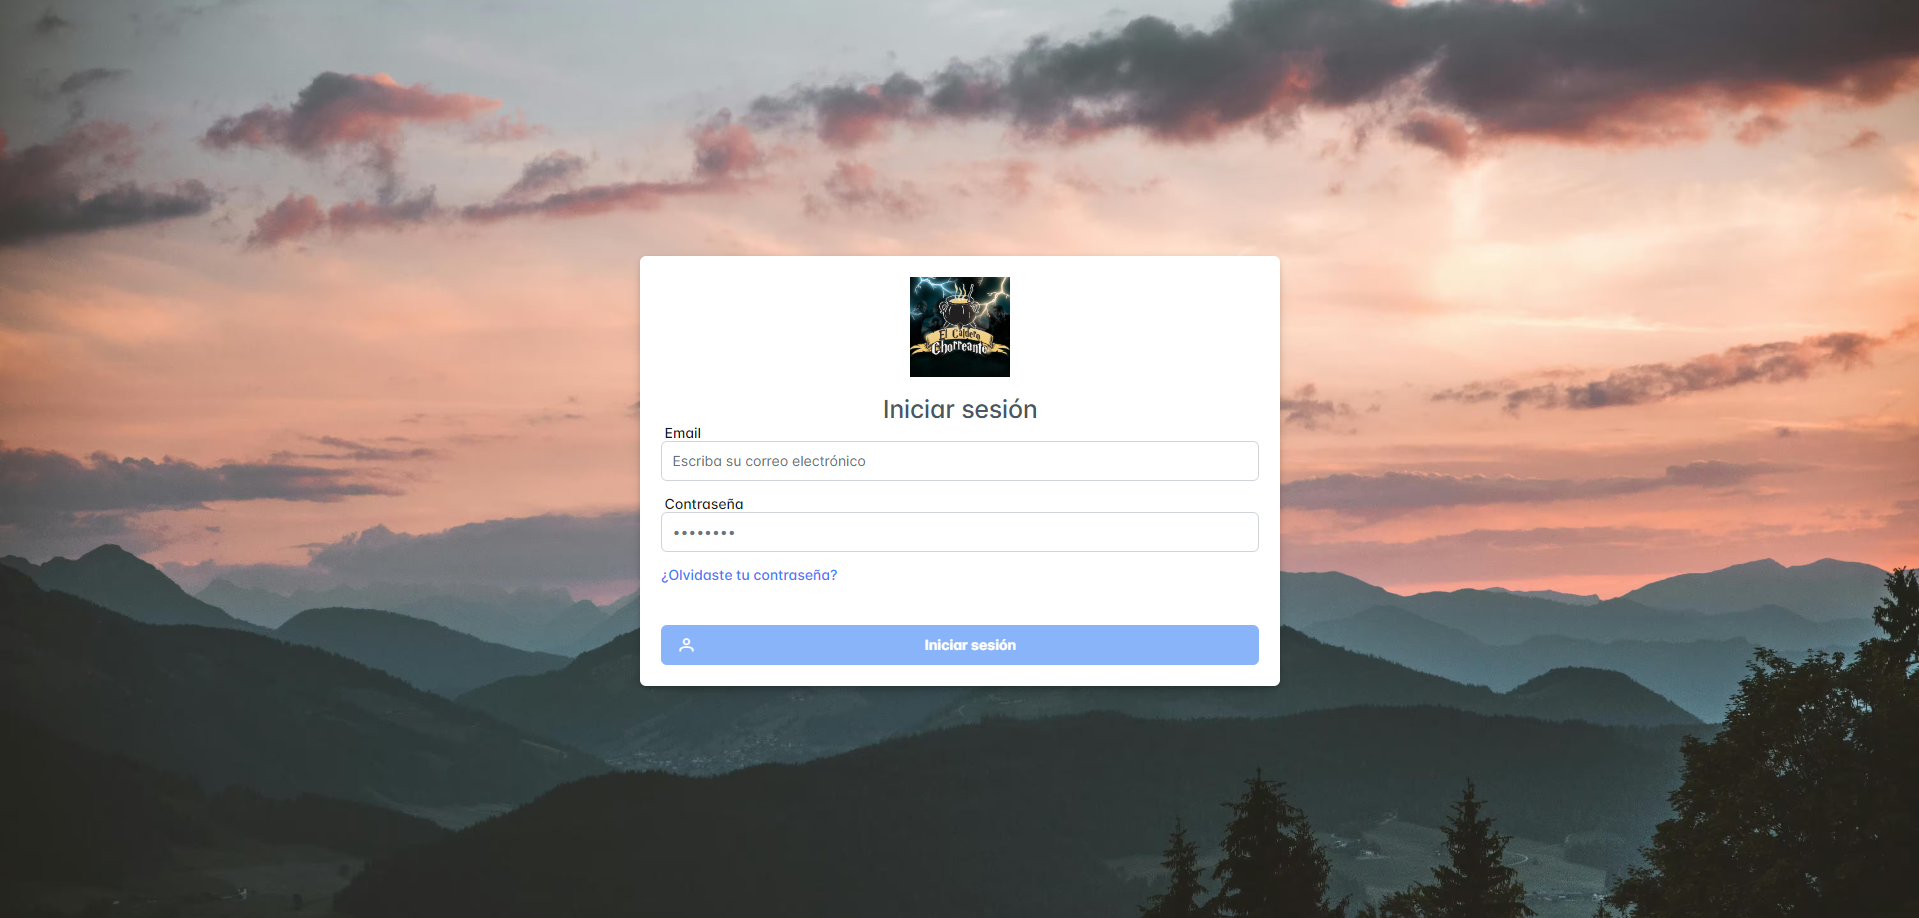 El Caldero
Chorreante
Iniciar sesión
Email
Escriba su correo electrónico
Contraseña
••••••••
¿Olvidaste tu contraseña?
Iniciar sesión